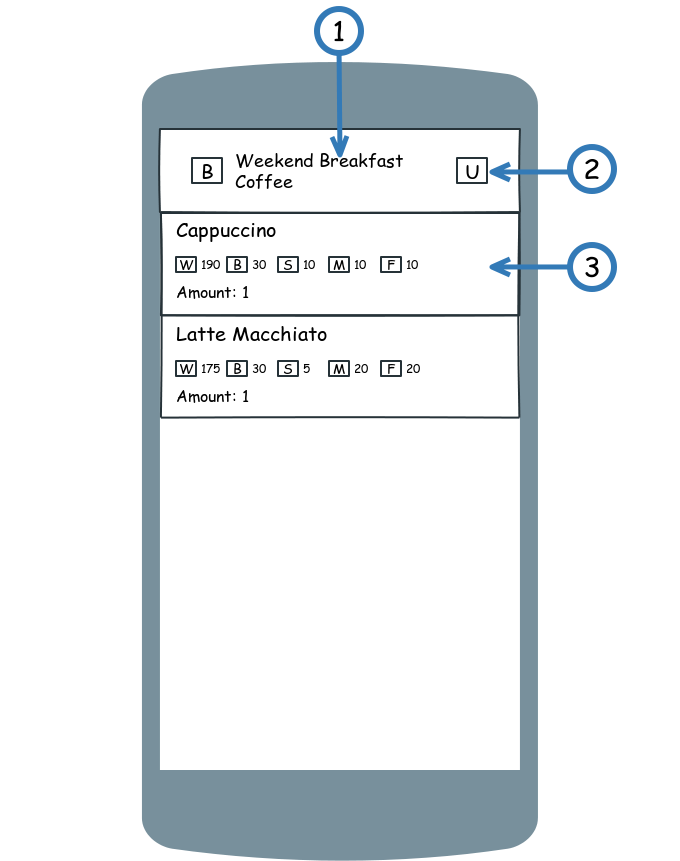 1
B Weekend Breakfast U 2
Coffee
Cappuccino
W 190 B 30 S 10 M 10 F 10 3
Amount: 1
Latte Macchiato
W 175 B 30 S 5 M 20 F 20
Amount: 1